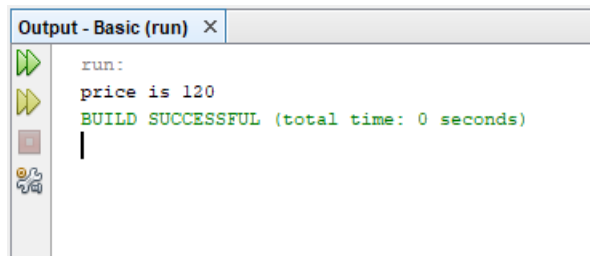 Output - Basic (run) ×
run:
price is 120
BUILD SUCCESSFUL (total time: 0 seconds)